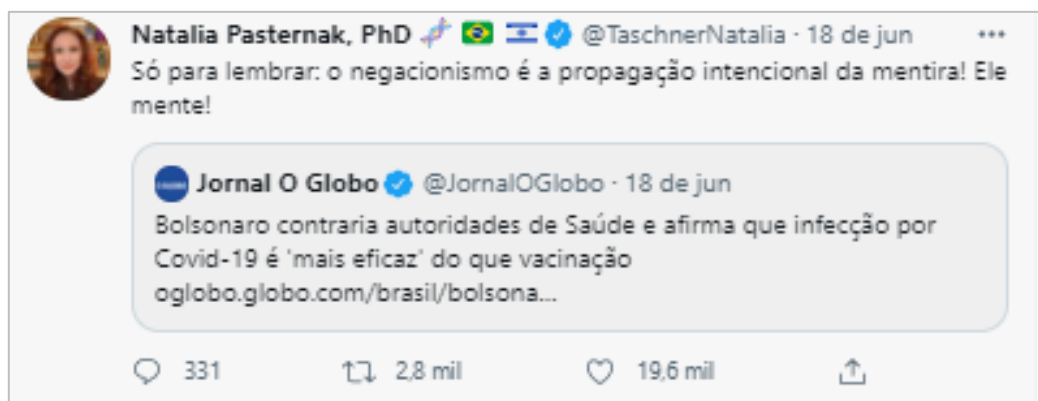 Natalia Pasternak, PhD 🧬 🇧🇷 🇮🇱 @TaschnerNatalia · 18 de jun ...
Só para lembrar: o negacionismo é a propagação intencional da mentira! Ele
mente!
Jornal O Globo @JornalOGlobo · 18 de jun
Bolsonaro contraria autoridades de Saúde e afirma que infecção por
Covid-19 é 'mais eficaz' do que vacinação
oglobo.globo.com/brasil/bolsona...
331 2,8 mil 19,6 mil